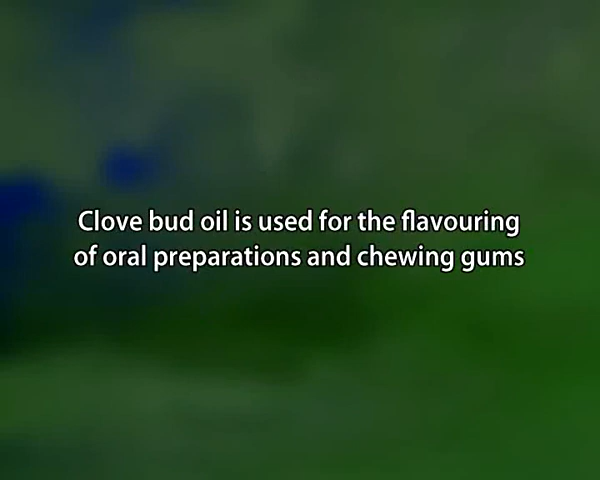 Clove bud oil is used for the flavouring
of oral preparations and chewing gums